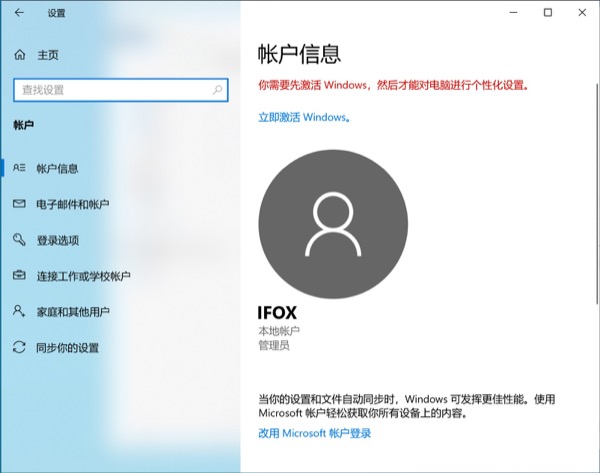 设置
主页
查找设置
帐户
帐户信息
电子邮件和帐户
登录选项
连接工作或学校帐户
家庭和其他用户
同步你的设置
帐户信息
你需要先激活 Windows，然后才能对电脑进行个性化设置。
立即激活 Windows。
IFOX
本地帐户
管理员
当你的设置和文件自动同步时，Windows 可发挥更佳性能。使用
Microsoft 帐户轻松获取你所有设备上的内容。
改用 Microsoft 帐户登录